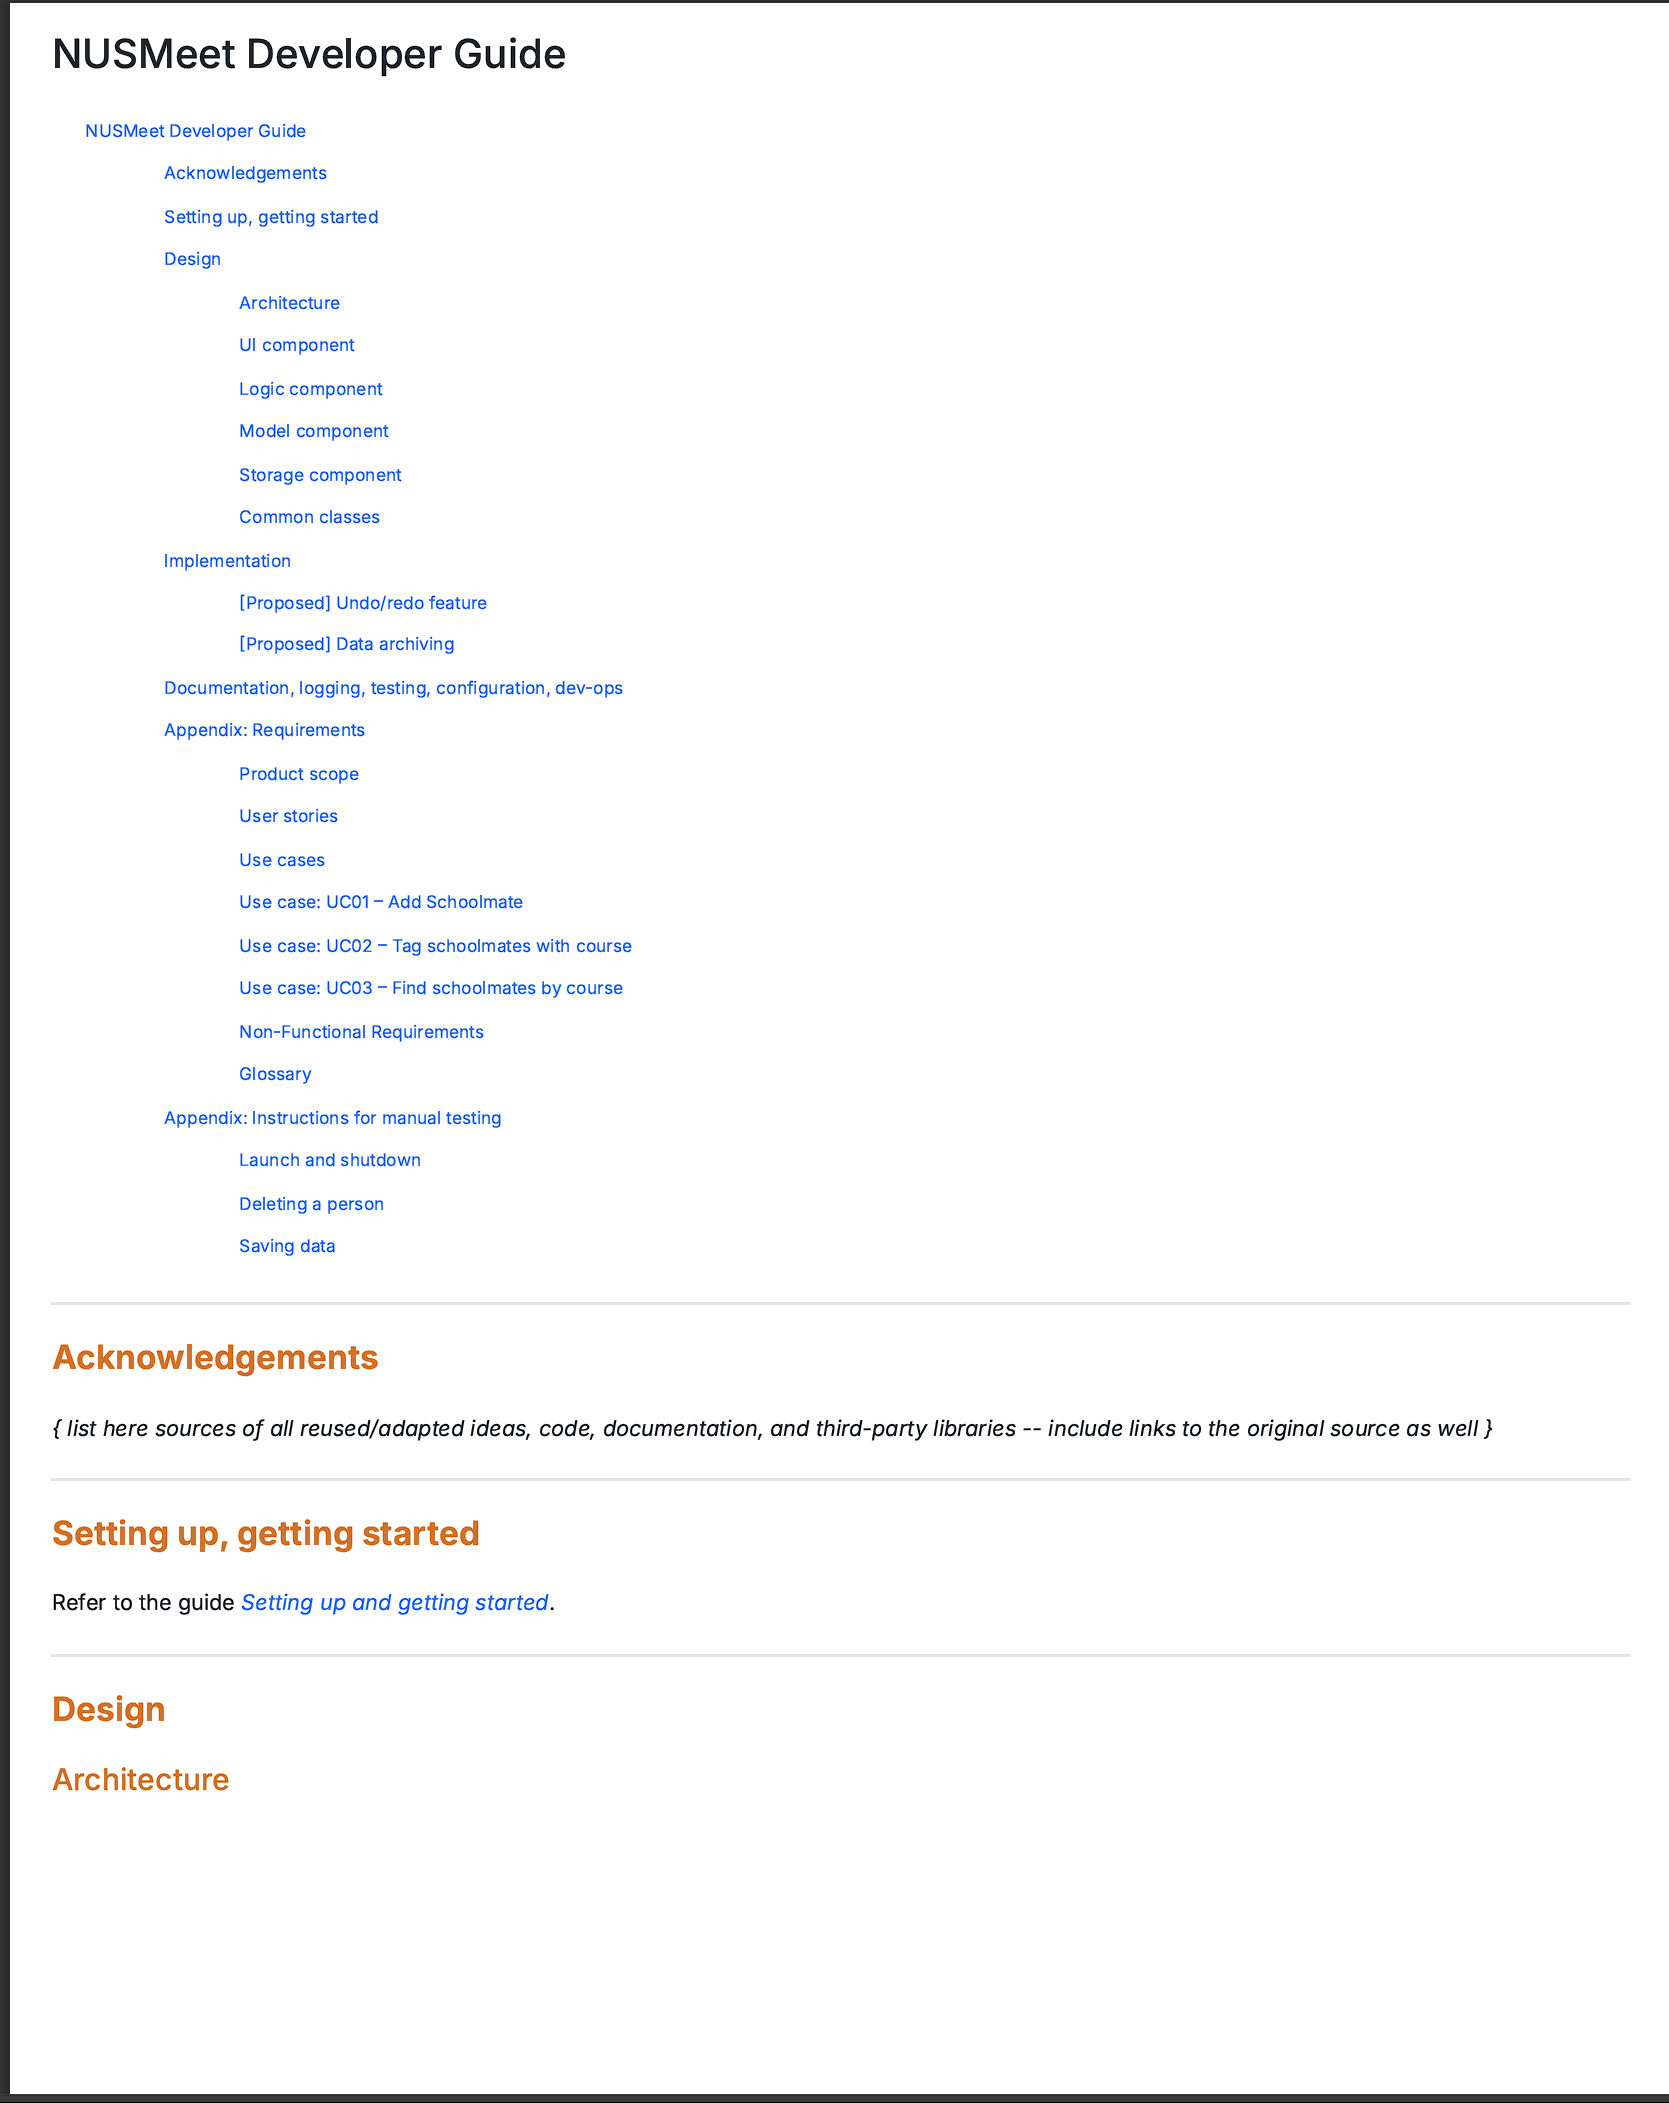 NUSMeet Developer Guide
NUSMeet Developer Guide
Acknowledgements
Setting up, getting started
Design
Architecture
UI component
Logic component
Model component
Storage component
Common classes
Implementation
[Proposed] Undo/redo feature
[Proposed] Data archiving
Documentation, logging, testing, configuration, dev-ops
Appendix: Requirements
Product scope
User stories
Use cases
Use case: UC01 – Add Schoolmate
Use case: UC02 – Tag schoolmates with course
Use case: UC03 – Find schoolmates by course
Non-Functional Requirements
Glossary
Appendix: Instructions for manual testing
Launch and shutdown
Deleting a person
Saving data
Acknowledgements
{ list here sources of all reused/adapted ideas, code, documentation, and third-party libraries -- include links to the original source as well }
Setting up, getting started
Refer to the guide Setting up and getting started.
Design
Architecture